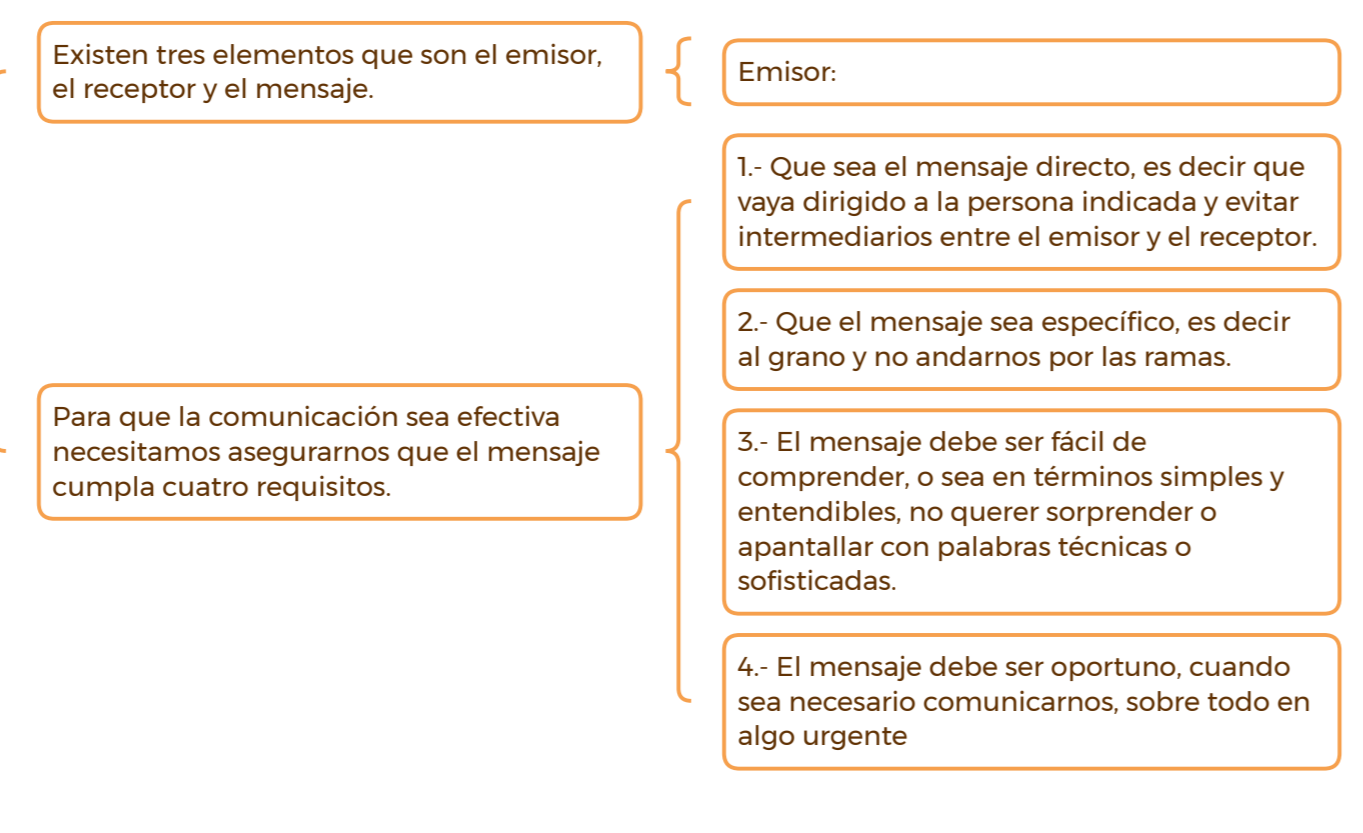 Existen tres elementos que son el emisor,
el receptor y el mensaje.
Emisor:
Para que la comunicación sea efectiva
necesitamos asegurarnos que el mensaje
cumpla cuatro requisitos.
1.- Que sea el mensaje directo, es decir que
vaya dirigido a la persona indicada y evitar
intermediarios entre el emisor y el receptor.
2.- Que el mensaje sea específico, es decir
al grano y no andarnos por las ramas.
3.- El mensaje debe ser fácil de
comprender, o sea en términos simples y
entendibles, no querer sorprender o
apantallar con palabras técnicas o
sofisticadas.
4.- El mensaje debe ser oportuno, cuando
sea necesario comunicarnos, sobre todo en
algo urgente